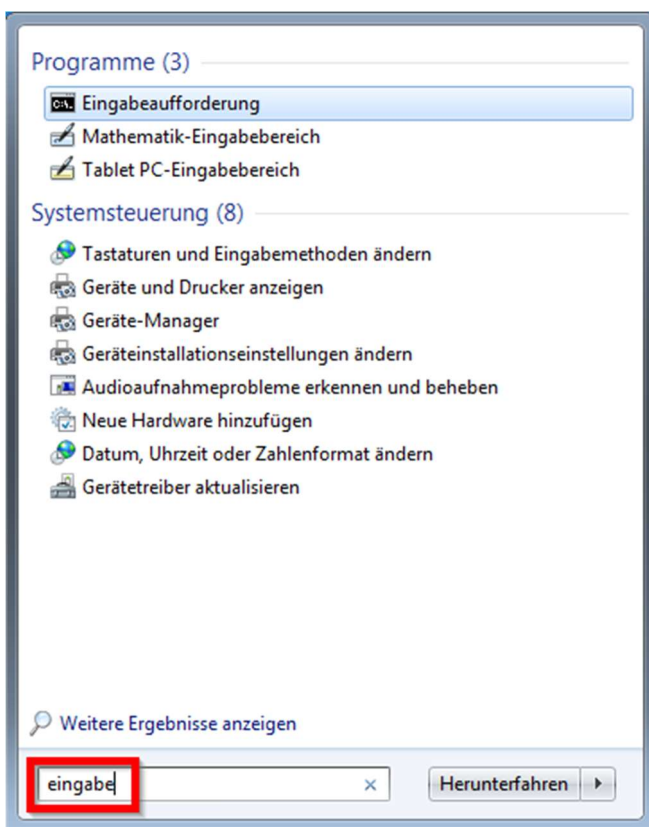 Programme (3)
Eingabeaufforderung
Mathematik-Eingabebereich
Tablet PC-Eingabebereich
Systemsteuerung (8)
Tastaturen und Eingabemethoden ändern
Geräte und Drucker anzeigen
Geräte-Manager
Geräteinstallationseinstellungen ändern
Audioaufnahmeprobleme erkennen und beheben
Neue Hardware hinzufügen
Datum, Uhrzeit oder Zahlenformat ändern
Gerätetreiber aktualisieren
Weitere Ergebnisse anzeigen
eingabe Herunterfahren